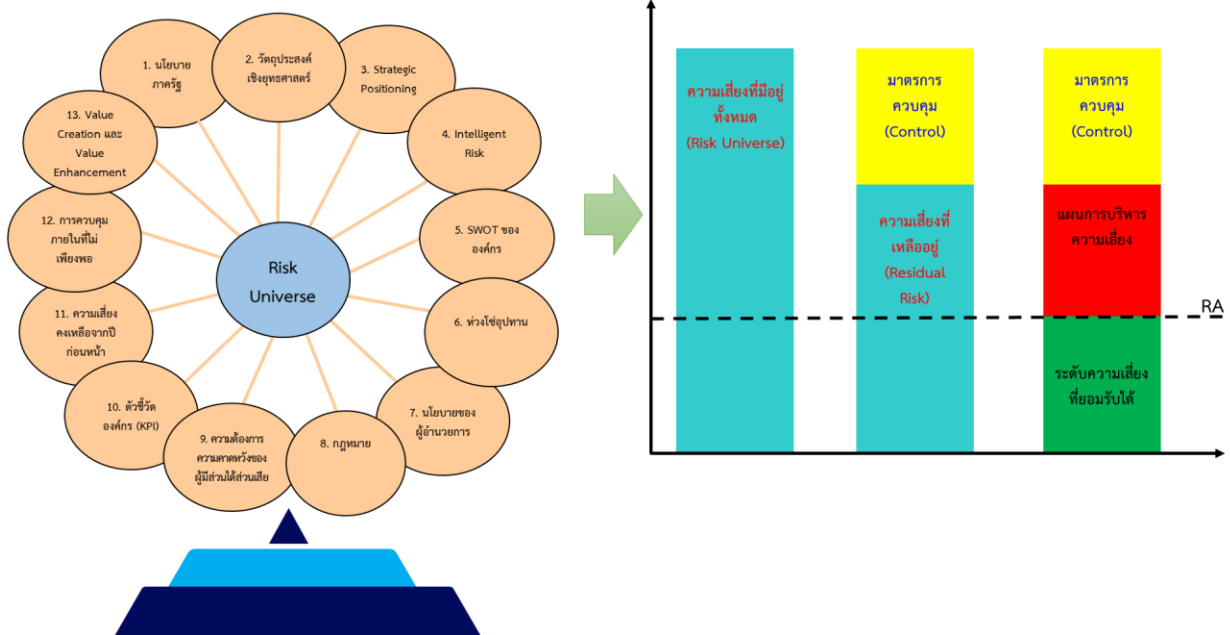 1. นโยบาย
ภาครัฐ
2. วัตถุประสงค์
เชิงยุทธศาสตร์
3. Strategic
Positioning
4. Intelligent
Risk
5. SWOT ของ
องค์กร
6. ห่วงโซ่อุปทาน
7. นโยบายของ
ผู้อำนวยการ
8. กฎหมาย
9. ความต้องการ
ความคาดหวังของ
ผู้มีส่วนได้ส่วนเสีย
10. ตัวชี้วัด
องค์กร (KPI)
11. ความเสี่ยง
คงเหลือจากปี
ก่อนหน้า
12. การควบคุม
ภายในที่ไม่
เพียงพอ
13. Value
Creation และ
Value
Enhancement
Risk
Universe
ความเสี่ยงที่มีอยู่
ทั้งหมด
(Risk Universe)
มาตรการ
ควบคุม
(Control)
ความเสี่ยงที่
เหลืออยู่
(Residual
Risk)
มาตรการ
ควบคุม
(Control)
แผนการบริหาร
ความเสี่ยง
RA
ระดับความเสี่ยง
ที่ยอมรับได้